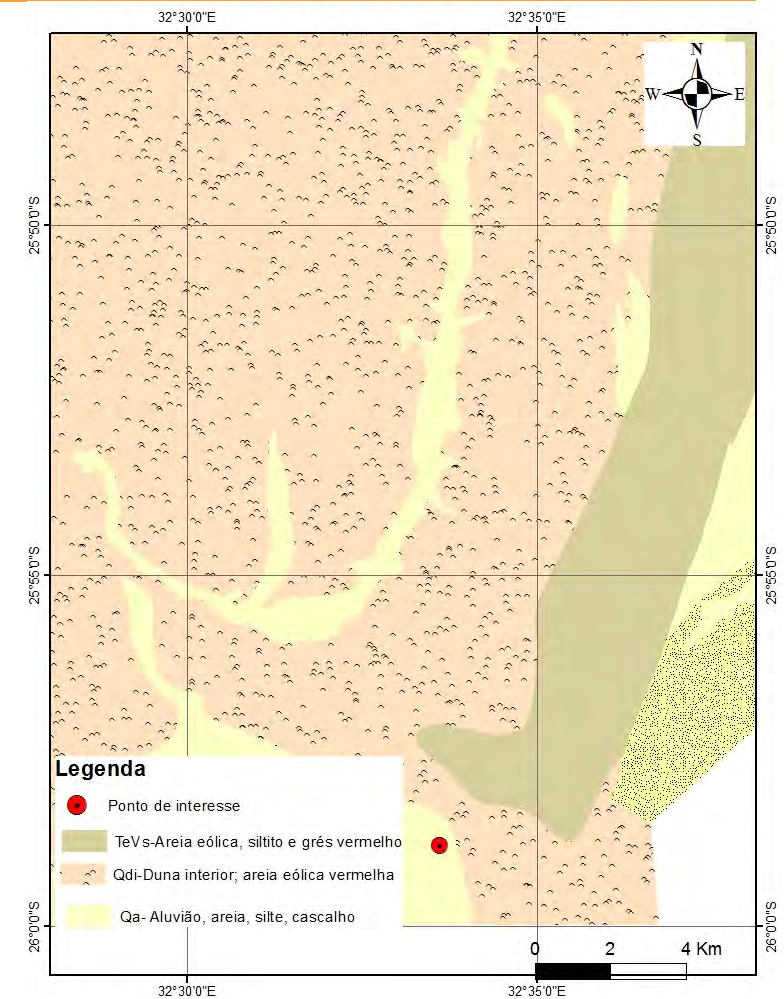 32°30'0"E 32°35'0"E
N
W E
S
25°50'0"S 25°50'0"S
25°55'0"S 25°55'0"S
Legenda
Ponto de interesse
TeVs-Areia eólica, siltito e grés vermelho
Qdi-Duna interior; areia eólica vermelha
Qa- Aluvião, areia, silte, cascalho
26°0'0"S 26°0'0"S
0 2 4 Km
32°30'0"E 32°35'0"E